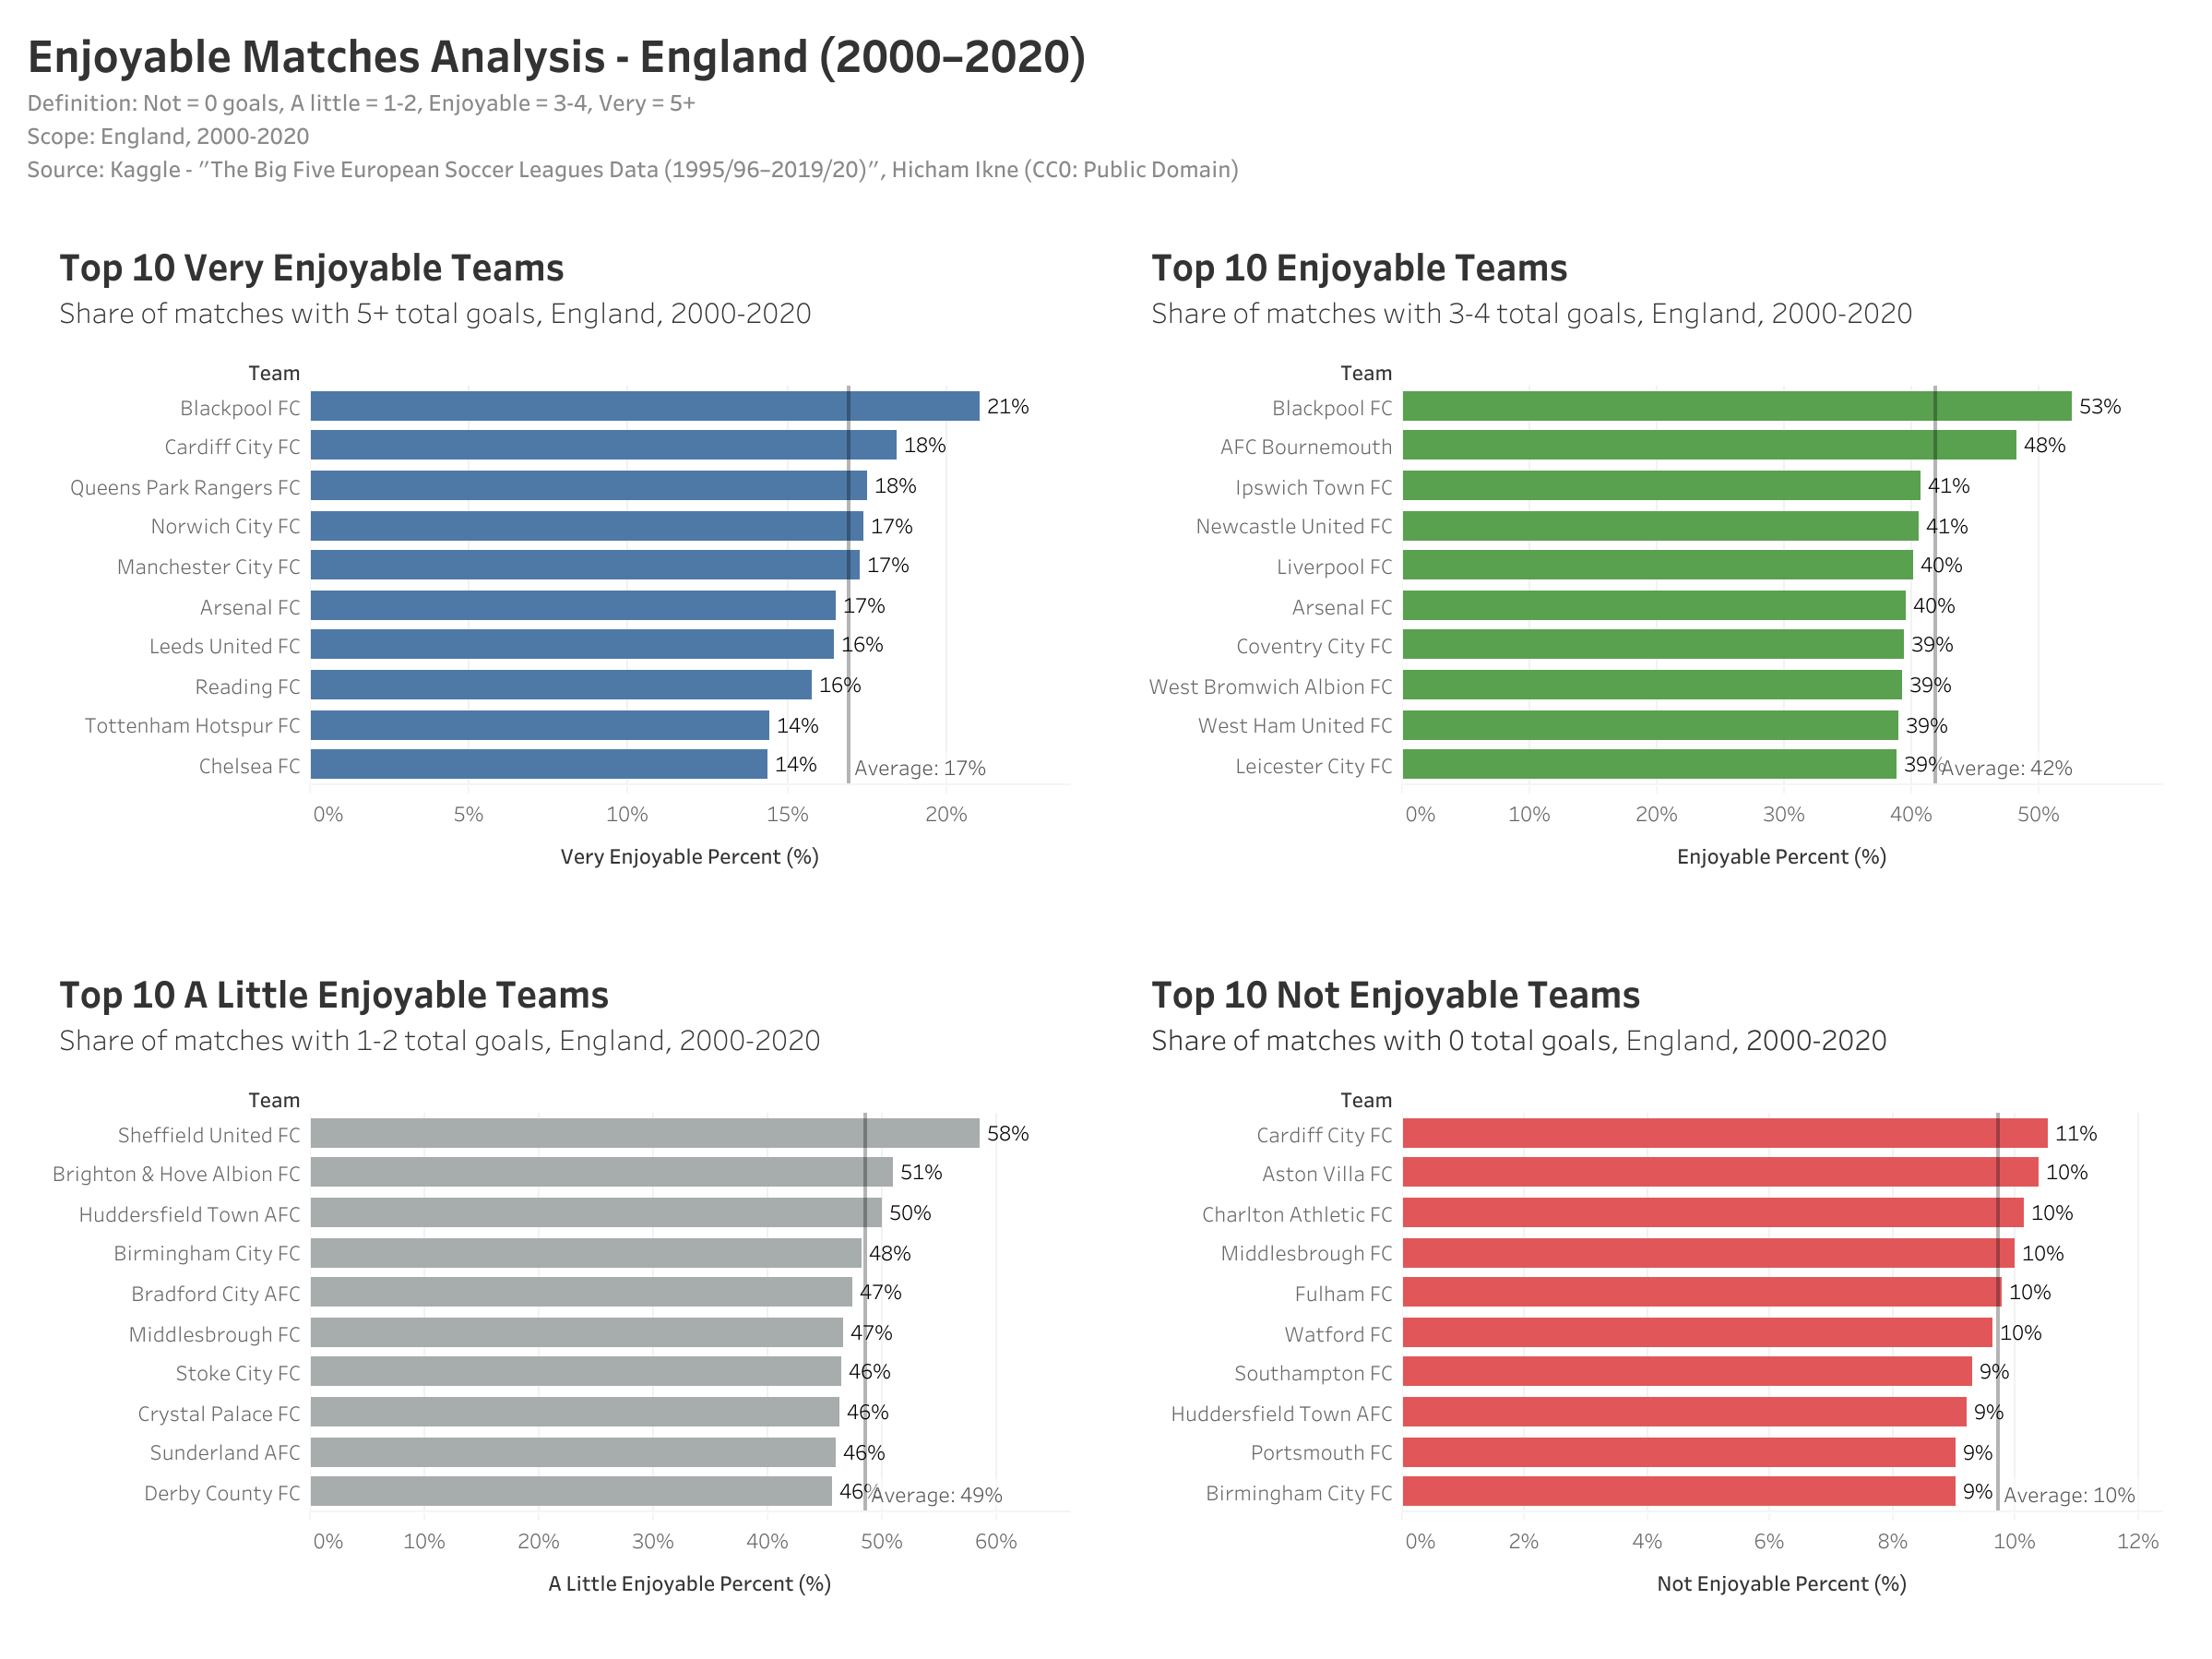 Enjoyable Matches Analysis - England (2000–2020)
Definition: Not = 0 goals, A little = 1-2, Enjoyable = 3-4, Very = 5+
Scope: England, 2000-2020
Source: Kaggle - "The Big Five European Soccer Leagues Data (1995/96–2019/20)", Hicham Ikne (CC0: Public Domain)
Top 10 Very Enjoyable Teams
Share of matches with 5+ total goals, England, 2000-2020
Team
Blackpool FC 21%
Cardiff City FC 18%
Queens Park Rangers FC 18%
Norwich City FC 17%
Manchester City FC 17%
Arsenal FC 17%
Leeds United FC 16%
Reading FC 16%
Tottenham Hotspur FC 14%
Chelsea FC 14% Average: 17%
0% 5% 10% 15% 20%
Very Enjoyable Percent (%)
Top 10 Enjoyable Teams
Share of matches with 3-4 total goals, England, 2000-2020
Team
Blackpool FC 53%
AFC Bournemouth 48%
Ipswich Town FC 41%
Newcastle United FC 41%
Liverpool FC 40%
Arsenal FC 40%
Coventry City FC 39%
West Bromwich Albion FC 39%
West Ham United FC 39%
Leicester City FC 39% Average: 42%
0% 10% 20% 30% 40% 50%
Enjoyable Percent (%)
Top 10 A Little Enjoyable Teams
Share of matches with 1-2 total goals, England, 2000-2020
Team
Sheffield United FC 58%
Brighton & Hove Albion FC 51%
Huddersfield Town AFC 50%
Birmingham City FC 48%
Bradford City AFC 47%
Middlesbrough FC 47%
Stoke City FC 46%
Crystal Palace FC 46%
Sunderland AFC 46%
Derby County FC 46% Average: 49%
0% 10% 20% 30% 40% 50% 60%
A Little Enjoyable Percent (%)
Top 10 Not Enjoyable Teams
Share of matches with 0 total goals, England, 2000-2020
Team
Cardiff City FC 11%
Aston Villa FC 10%
Charlton Athletic FC 10%
Middlesbrough FC 10%
Fulham FC 10%
Watford FC 10%
Southampton FC 9%
Huddersfield Town AFC 9%
Portsmouth FC 9%
Birmingham City FC 9% Average: 10%
0% 2% 4% 6% 8% 10% 12%
Not Enjoyable Percent (%)